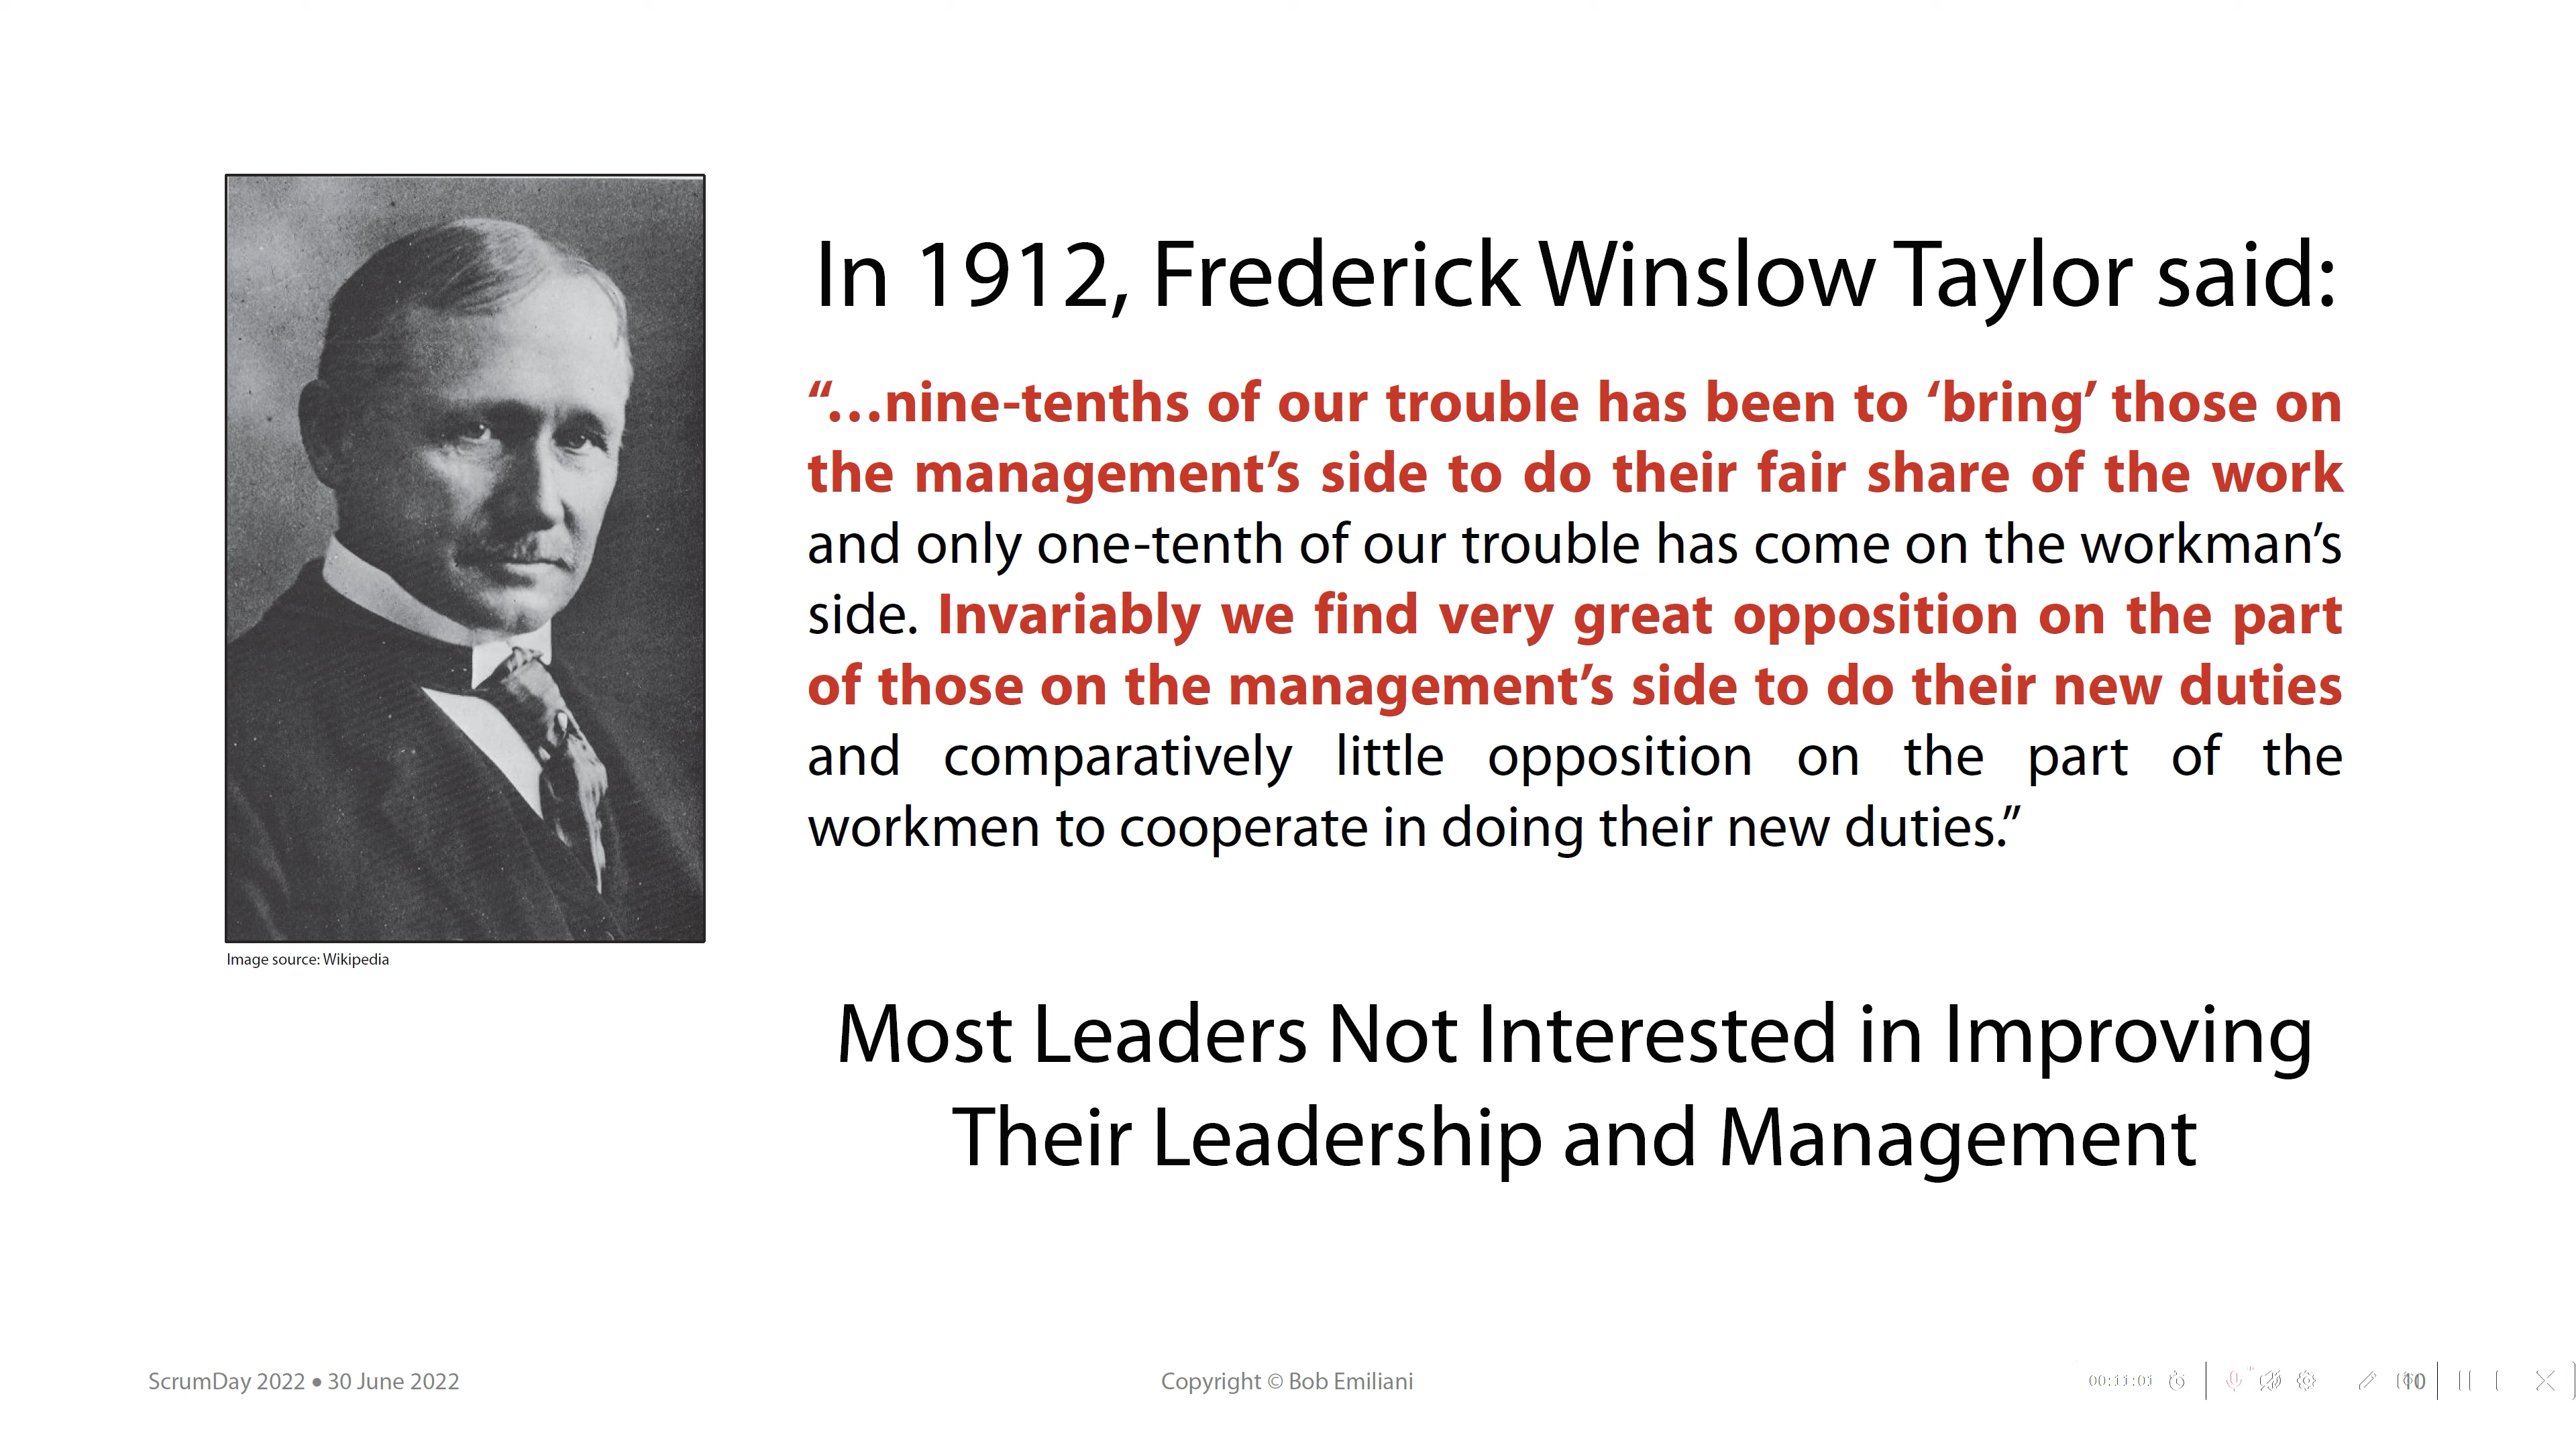 In 1912, Frederick Winslow Taylor said:
“…nine-tenths of our trouble has been to ‘bring’ those on
the management’s side to do their fair share of the work
and only one-tenth of our trouble has come on the workman’s
side. Invariably we find very great opposition on the part
of those on the management’s side to do their new duties
and comparatively little opposition on the part of the
workmen to cooperate in doing their new duties.”
Image source: Wikipedia
Most Leaders Not Interested in Improving
Their Leadership and Management
ScrumDay 2022 • 30 June 2022
Copyright © Bob Emiliani
00:11:01
10